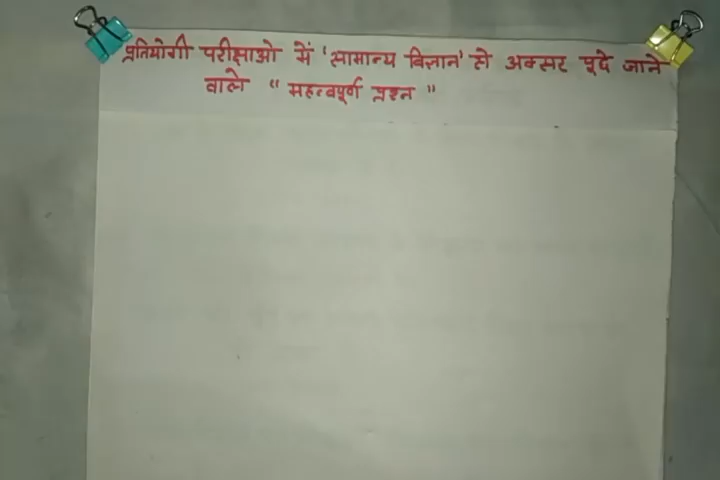 प्रतियोगी परीक्षाओ में 'सामान्य विज्ञान' से अक्सर पूदे जाने
वाले " महत्वपूर्ण प्रश्न "